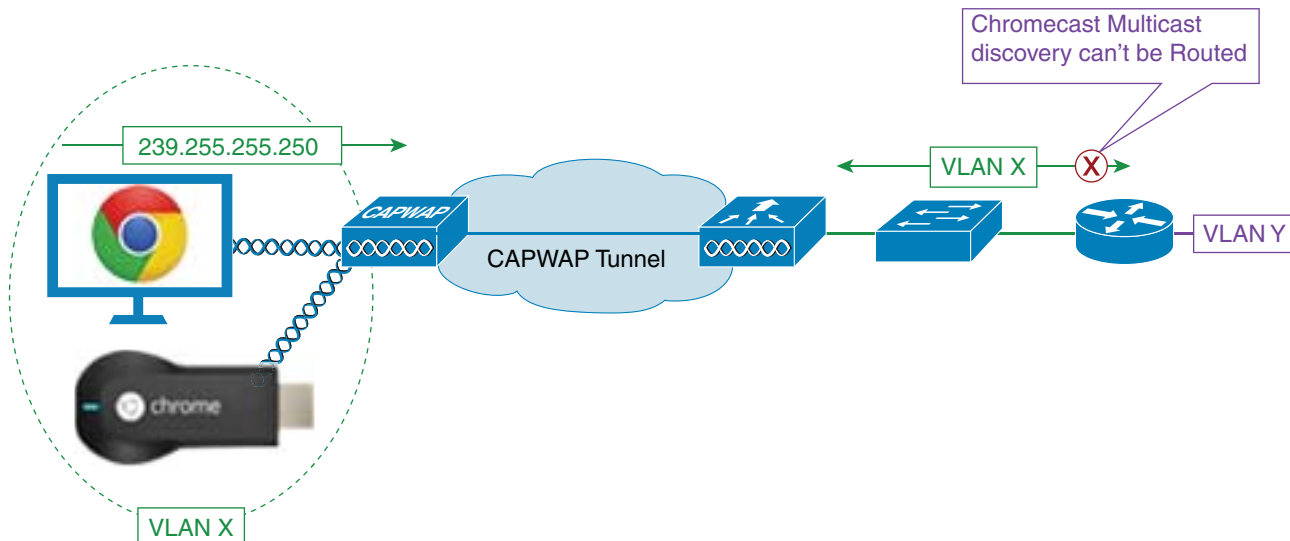 Chromecast Multicast
discovery can't be Routed
239.255.255.250
VLAN X
X
CAPWAP
CAPWAP Tunnel
VLAN Y
chrome
VLAN X